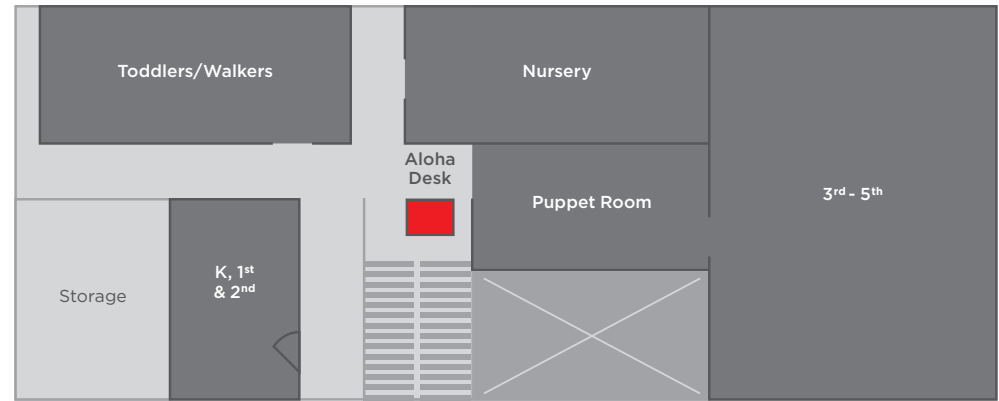 Toddlers/Walkers
Nursery
Aloha
Desk
Puppet Room
3rd - 5th
K, 1st
& 2nd
Storage